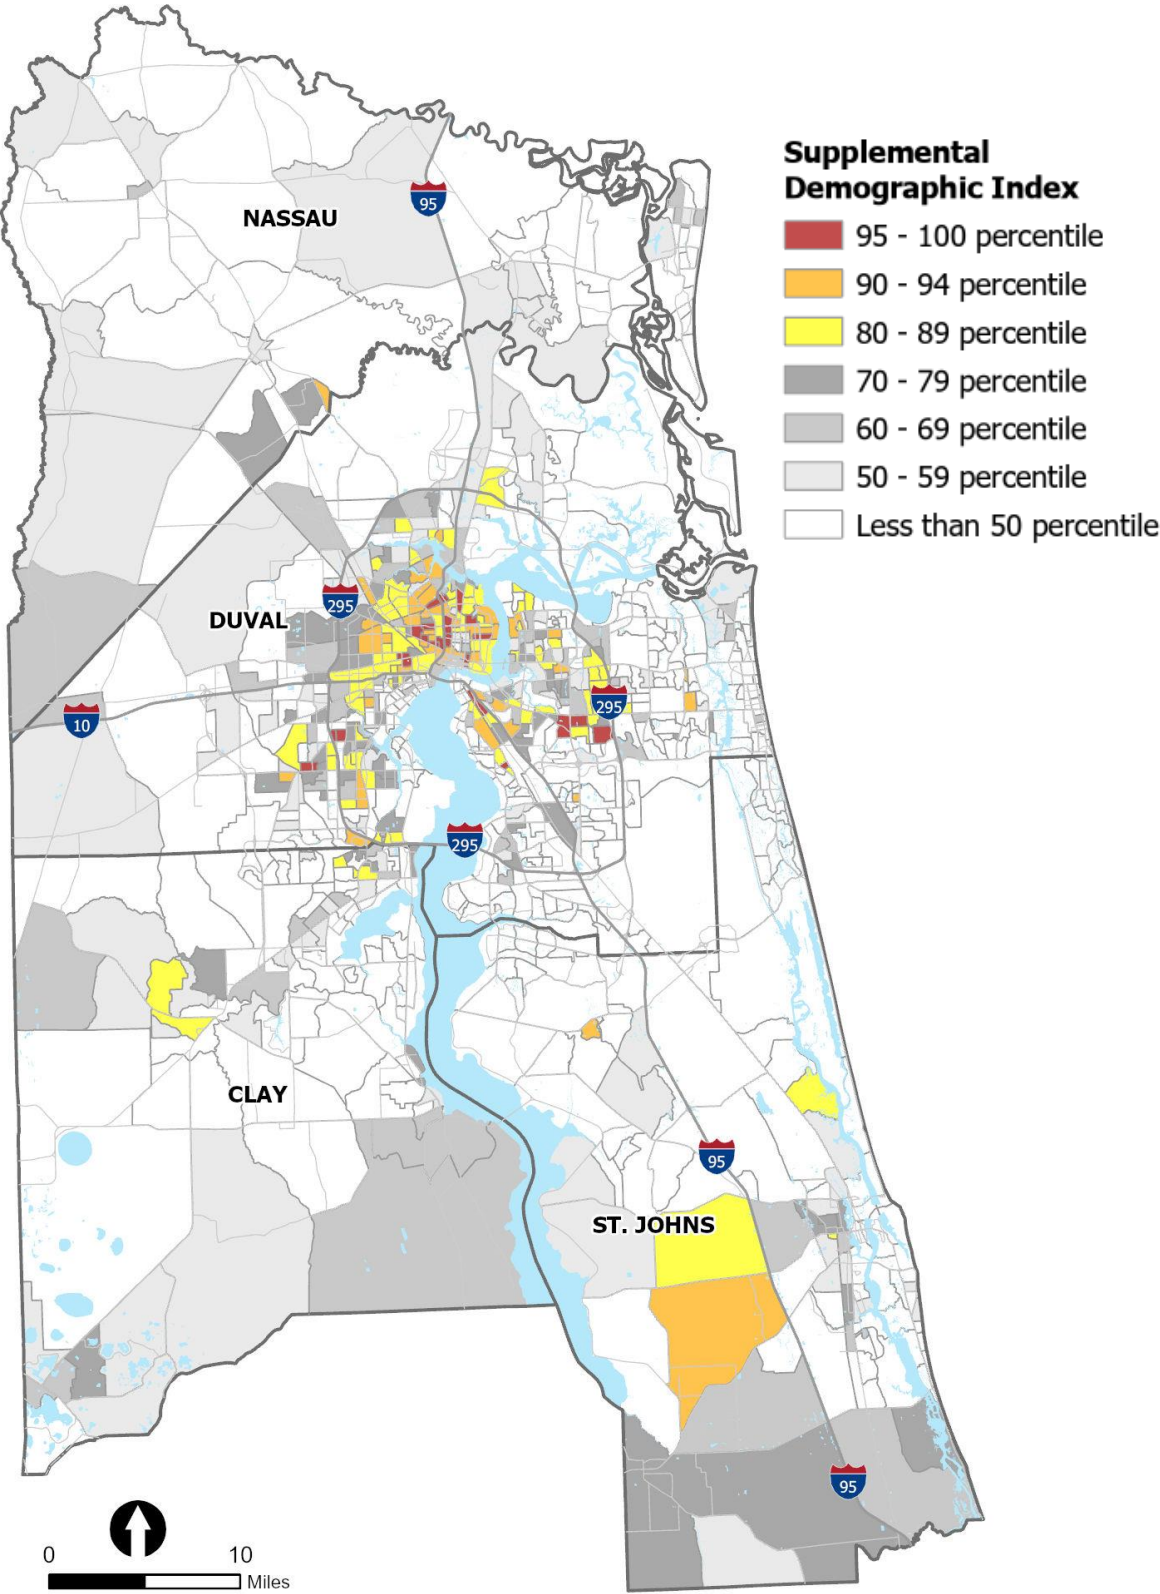 Supplemental
Demographic Index
95 - 100 percentile
90 - 94 percentile
80 - 89 percentile
70 - 79 percentile
60 - 69 percentile
50 - 59 percentile
Less than 50 percentile
95
NASSAU
295
DUVAL
295
10
295
CLAY
95
ST. JOHNS
95
0 10
Miles